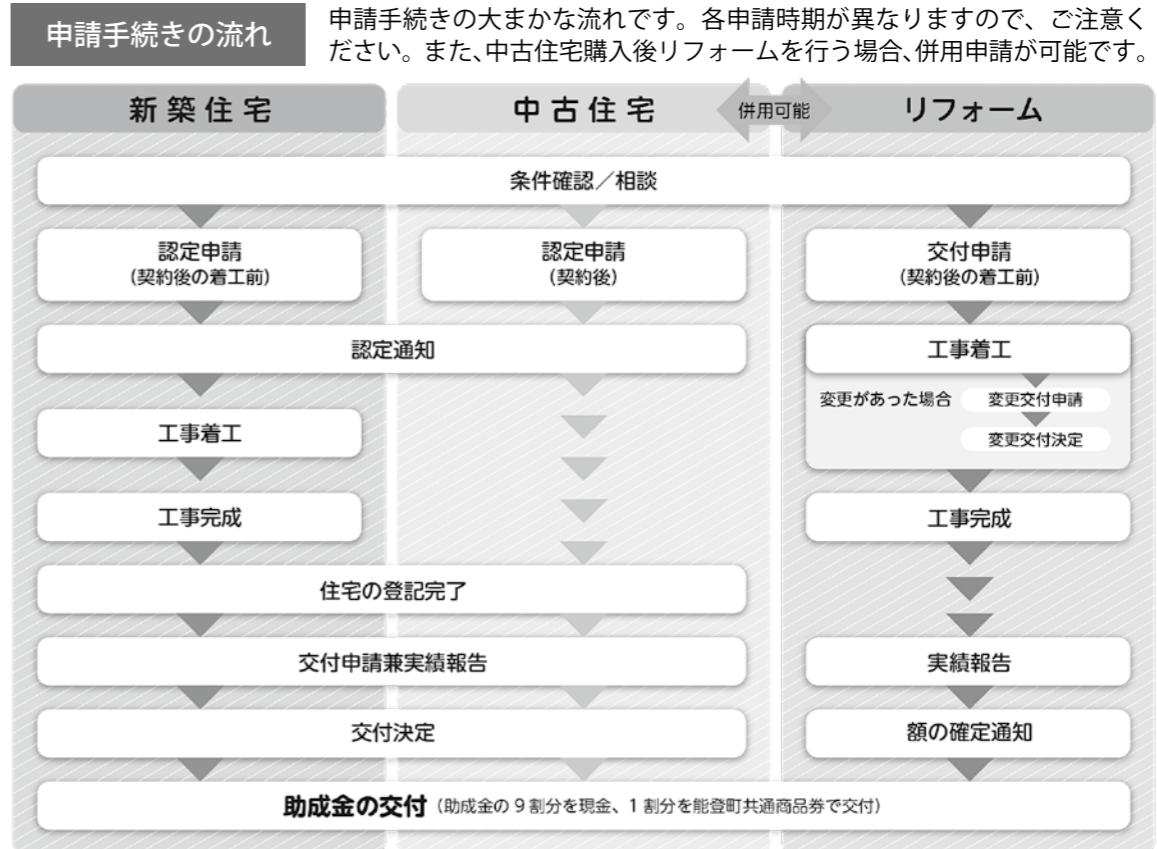 申請手続きの流れ
申請手続きの大まかな流れです。各申請時期が異なりますので、ご注意く
ださい。また、中古住宅購入後リフォームを行う場合、併用申請が可能です。
新築住宅
中古住宅
併用可能
リフォーム
条件確認／相談
認定申請
(契約後の着工前)
認定申請
(契約後)
交付申請
(契約後の着工前)
認定通知
工事着工
変更があった場合
変更交付申請
変更交付決定
工事着工
工事完成
工事完成
住宅の登記完了
交付申請兼実績報告
実績報告
交付決定
額の確定通知
助成金の交付（助成金の9割分を現金、1割分を能登町共通商品券で交付）